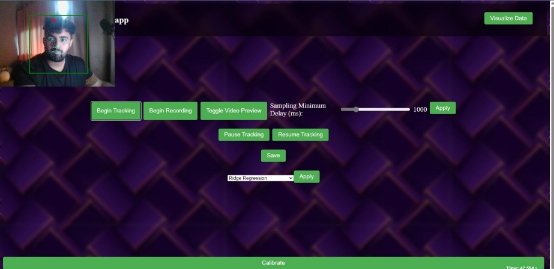 app
Visualize Data
Begin Tracking
Begin Recording
Toggle Video Preview
Sampling Minimum
Delay (ms):
1000
Apply
Pause Tracking
Resume Tracking
Save
Ridge Regression
Apply
Calibrate